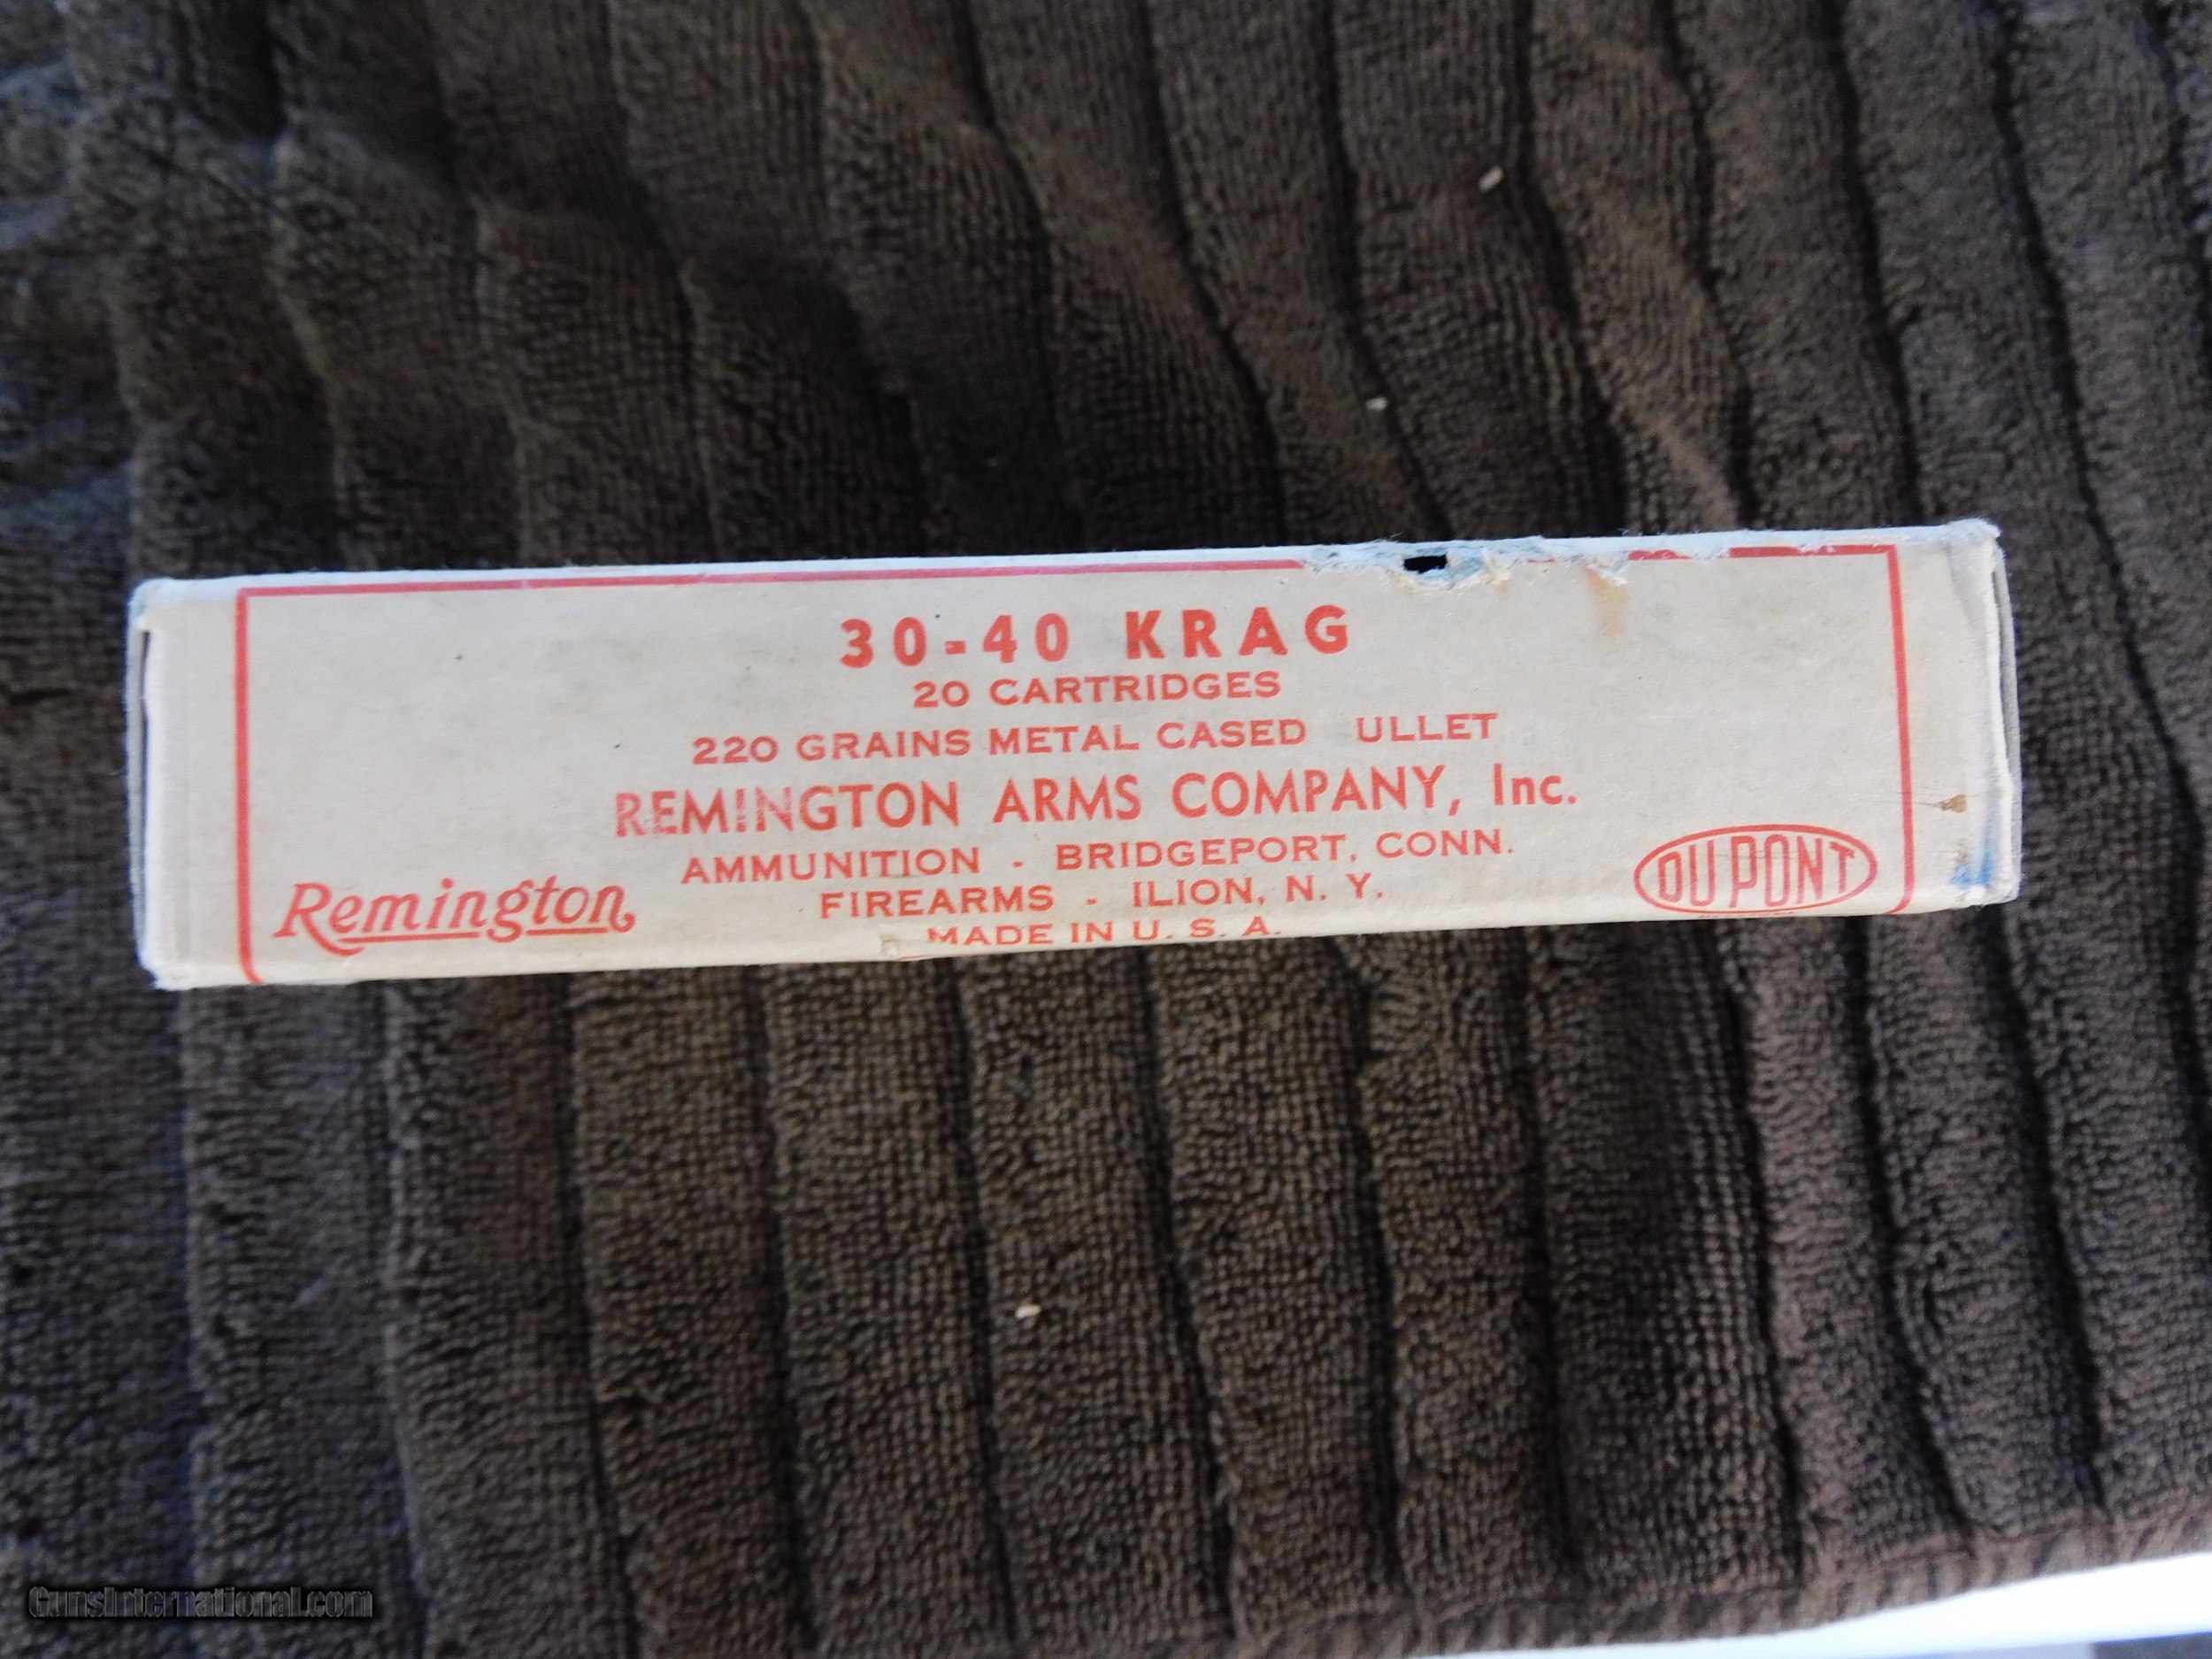 30-40 KRAG
20 CARTRIDGES
220 GRAINS METAL CASED ULLET
REMINGTON ARMS COMPANY, Inc.
AMMUNITION - BRIDGEPORT, CONN.
FIREARMS - ILION, N. Y.
MADE IN U. S. A.
Remington
DU PONT
GunsInternational.com